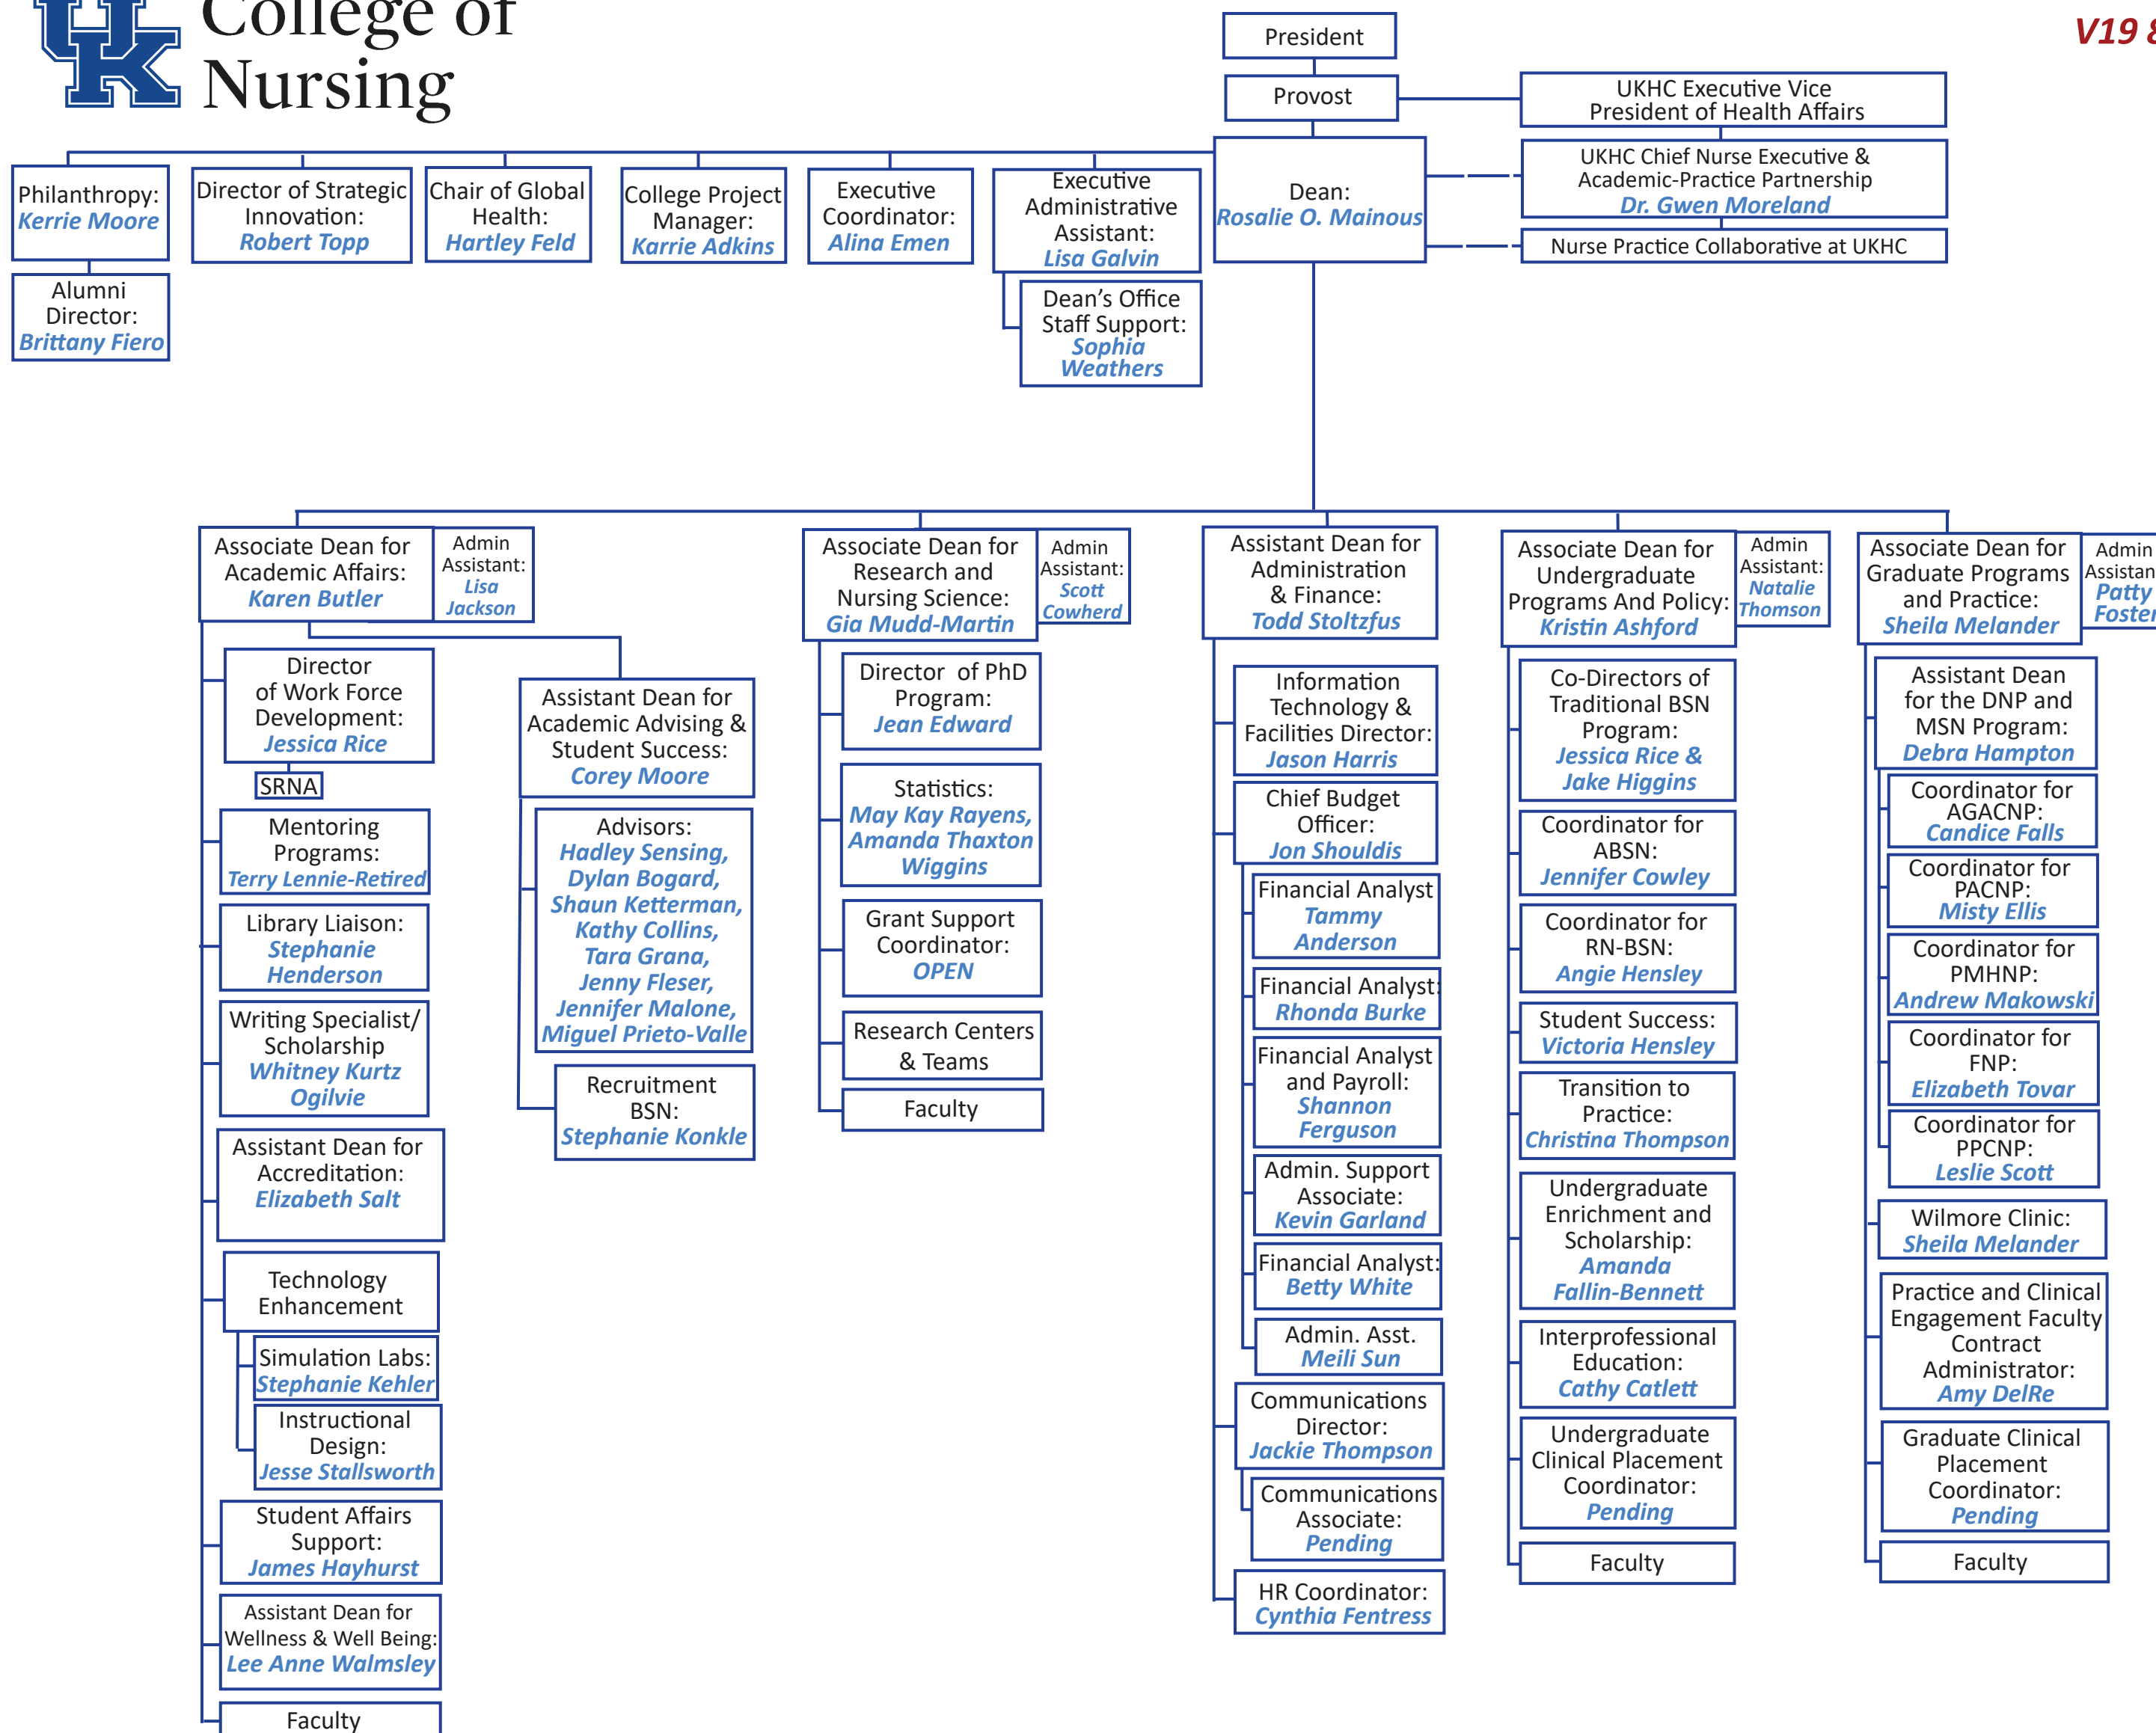 UK
College of
Nursing
V19 8
President
Provost
UKHC Executive Vice
President of Health Affairs
UKHC Chief Nurse Executive &
Academic-Practice Partnership
Dr. Gwen Moreland
Nurse Practice Collaborative at UKHC
Dean:
Rosalie O. Mainous
Philanthropy:
Kerrie Moore
Alumni
Director:
Brittany Fiero
Director of Strategic
Innovation:
Robert Topp
Chair of Global
Health:
Hartley Feld
College Project
Manager:
Karrie Adkins
Executive
Coordinator:
Alina Emen
Executive
Administrative
Assistant:
Lisa Galvin
Dean's Office
Staff Support:
Sophia
Weathers
Associate Dean for
Academic Affairs:
Karen Butler
Admin
Assistant:
Lisa
Jackson
Director
of Work Force
Development:
Jessica Rice
SRNA
Mentoring
Programs:
Terry Lennie-Retired
Library Liaison:
Stephanie
Henderson
Writing Specialist/
Scholarship
Whitney Kurtz
Ogilvie
Assistant Dean for
Accreditation:
Elizabeth Salt
Technology
Enhancement
Simulation Labs:
Stephanie Kehler
Instructional
Design:
Jesse Stallsworth
Student Affairs
Support:
James Hayhurst
Assistant Dean for
Wellness & Well Being:
Lee Anne Walmsley
Faculty
Assistant Dean for
Academic Advising &
Student Success:
Corey Moore
Advisors:
Hadley Sensing,
Dylan Bogard,
Shaun Ketterman,
Kathy Collins,
Tara Grana,
Jenny Fleser,
Jennifer Malone,
Miguel Prieto-Valle
Recruitment
BSN:
Stephanie Konkle
Associate Dean for
Research and
Nursing Science:
Gia Mudd-Martin
Admin
Assistant:
Scott
Cowherd
Director of PhD
Program:
Jean Edward
Statistics:
May Kay Rayens,
Amanda Thaxton
Wiggins
Grant Support
Coordinator:
OPEN
Research Centers
& Teams
Faculty
Assistant Dean for
Administration
& Finance:
Todd Stoltzfus
Information
Technology &
Facilities Director:
Jason Harris
Chief Budget
Officer:
Jon Shouldis
Financial Analyst
Tammy
Anderson
Financial Analyst:
Rhonda Burke
Financial Analyst
and Payroll:
Shannon
Ferguson
Admin. Support
Associate:
Kevin Garland
Financial Analyst:
Betty White
Admin. Asst.
Meili Sun
Communications
Director:
Jackie Thompson
Communications
Associate:
Pending
HR Coordinator:
Cynthia Fentress
Associate Dean for
Undergraduate
Programs And Policy:
Kristin Ashford
Admin
Assistant:
Natalie
Thomson
Co-Directors of
Traditional BSN
Program:
Jessica Rice &
Jake Higgins
Coordinator for
ABSN:
Jennifer Cowley
Coordinator for
RN-BSN:
Angie Hensley
Student Success:
Victoria Hensley
Transition to
Practice:
Christina Thompson
Undergraduate
Enrichment and
Scholarship:
Amanda
Fallin-Bennett
Interprofessional
Education:
Cathy Catlett
Undergraduate
Clinical Placement
Coordinator:
Pending
Faculty
Associate Dean for
Graduate Programs
and Practice:
Sheila Melander
Admin
Assistan
Patty
Foster
Assistant Dean
for the DNP and
MSN Program:
Debra Hampton
Coordinator for
AGACNP:
Candice Falls
Coordinator for
PACNP:
Misty Ellis
Coordinator for
PMHNP:
Andrew Makowski
Coordinator for
FNP:
Elizabeth Tovar
Coordinator for
PPCNP:
Leslie Scott
Wilmore Clinic:
Sheila Melander
Practice and Clinical
Engagement Faculty
Contract
Administrator:
Amy DelRe
Graduate Clinical
Placement
Coordinator:
Pending
Faculty